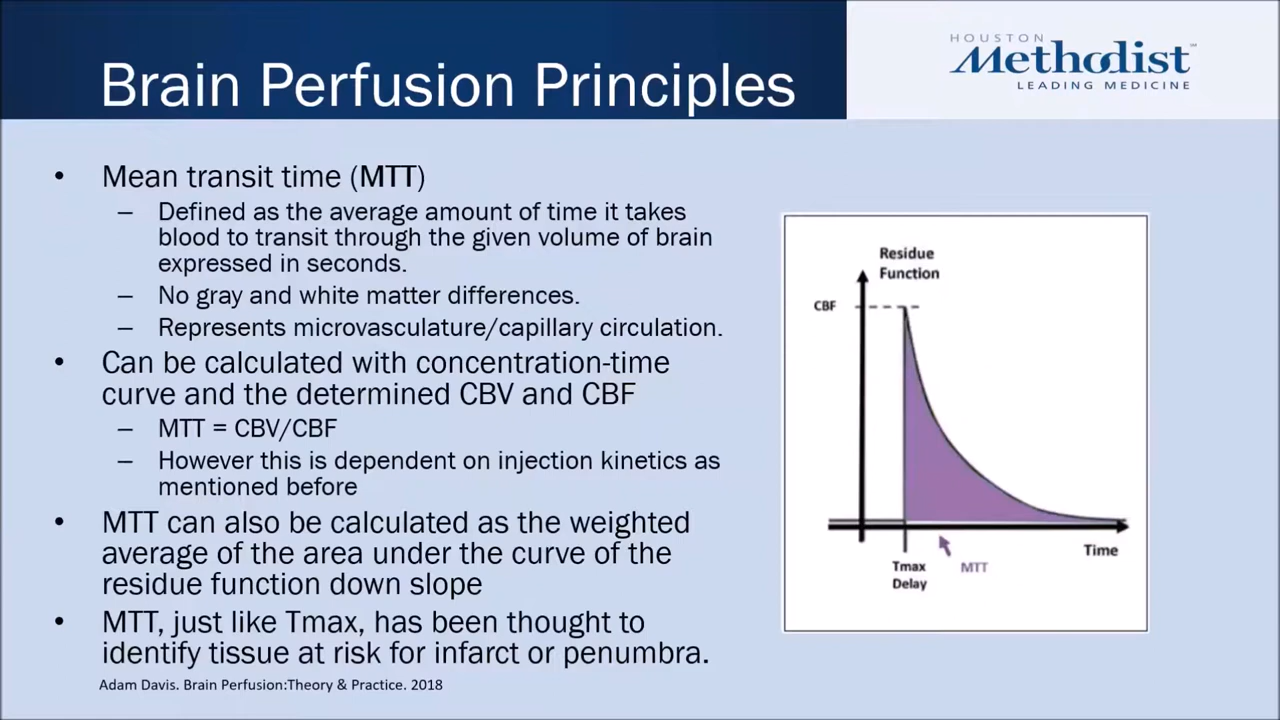 Brain Perfusion Principles
HOUSTON
Methodist
LEADING MEDICINE
• Mean transit time (MTT)
– Defined as the average amount of time it takes
blood to transit through the given volume of brain
expressed in seconds.
– No gray and white matter differences.
– Represents microvasculature/capillary circulation.
• Can be calculated with concentration-time
curve and the determined CBV and CBF
– MTT = CBV/CBF
– However this is dependent on injection kinetics as
mentioned before
• MTT can also be calculated as the weighted
average of the area under the curve of the
residue function down slope
• MTT, just like Tmax, has been thought to
identify tissue at risk for infarct or penumbra.
Adam Davis. Brain Perfusion:Theory & Practice. 2018
Residue
Function
CBF
Time
Tmax
Delay
MTT